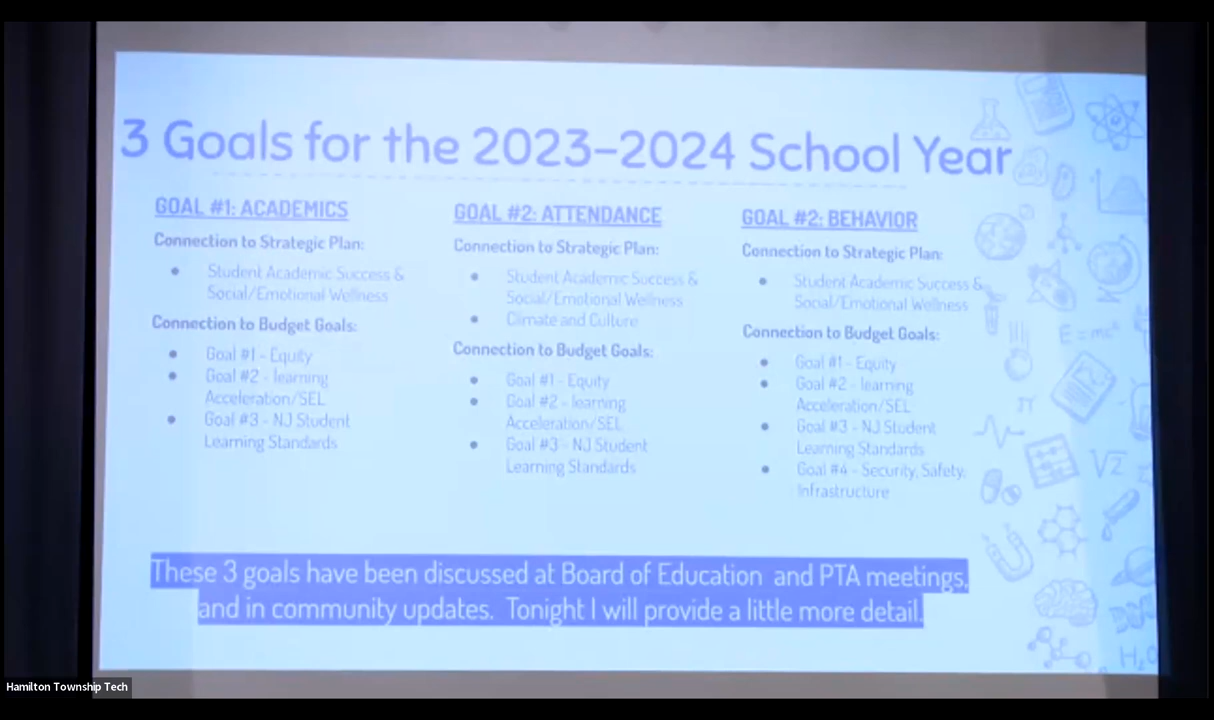 3 Goals for the 2023-2024 School Year
GOAL #1: ACADEMICS
Connection to Strategic Plan:
Student Academic Success &
Social/Emotional Wellness
Connection to Budget Goals:
Goal #1 - Equity
Goal #2 - learning
Acceleration/SEL
Goal #3 - NJ Student
Learning Standards
GOAL #2: ATTENDANCE
Connection to Strategic Plan:
Student Academic Success &
Social/Emotional Wellness
Climate and Culture
Connection to Budget Goals:
Goal #1 - Equity
Goal #2 - learning
Acceleration/SEL
Goal #3 - NJ Student
Learning Standards
GOAL #2: BEHAVIOR
Connection to Strategic Plan:
Student Academic Success &
Social/Emotional Wellness
Connection to Budget Goals:
Goal #1 - Equity
Goal #2 - learning
Acceleration/SEL
Goal #3 - NJ Student
Learning Standards
Goal #4 - Security, Safety,
Infrastructure
E=mc²
√2
H₂O
These 3 goals have been discussed at Board of Education and PTA meetings,
and in community updates. Tonight I will provide a little more detail.
Hamilton Township Tech